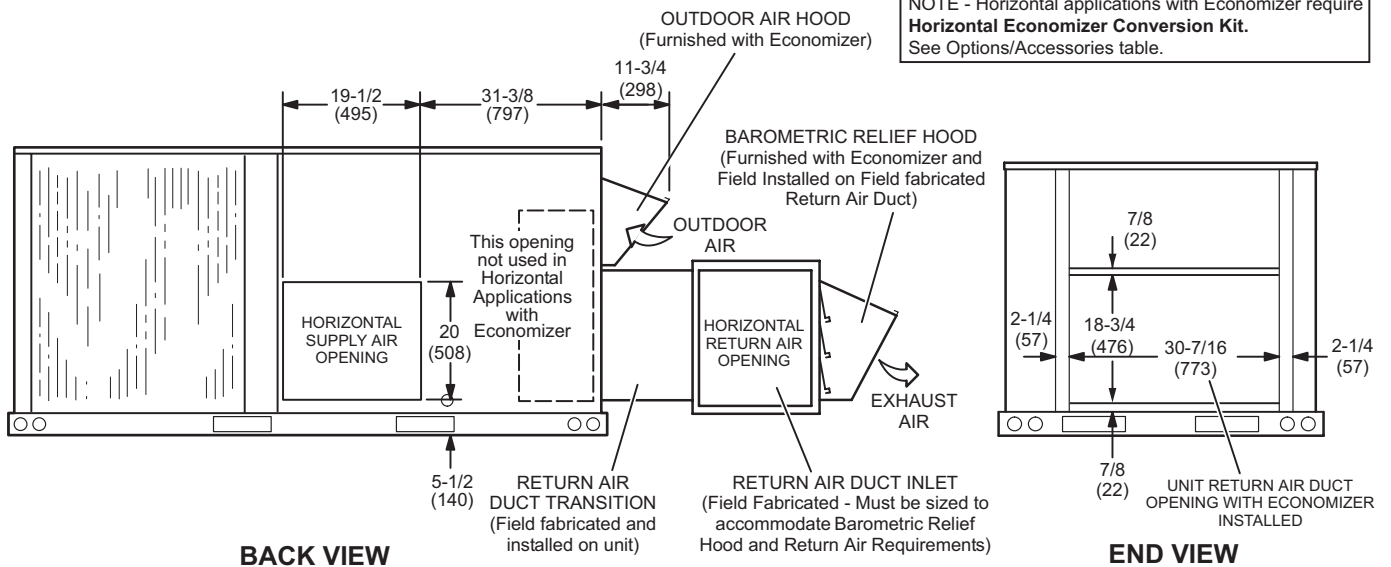 NOTE - Horizontal applications with Economizer require
Horizontal Economizer Conversion Kit.
See Options/Accessories table.
OUTDOOR AIR HOOD
(Furnished with Economizer)
19-1/2
(495)
31-3/8
(797)
11-3/4
(298)
BAROMETRIC RELIEF HOOD
(Furnished with Economizer and
Field Installed on Field fabricated
Return Air Duct)
OUTDOOR
AIR
This opening
not used in
Horizontal
Applications
with
Economizer
HORIZONTAL
SUPPLY AIR
OPENING
20
(508)
HORIZONTAL
RETURN AIR
OPENING
EXHAUST
AIR
5-1/2
(140)
RETURN AIR
DUCT TRANSITION
(Field fabricated and
installed on unit)
RETURN AIR DUCT INLET
(Field Fabricated - Must be sized to
accommodate Barometric Relief
Hood and Return Air Requirements)
BACK VIEW
7/8
(22)
2-1/4
(57)
18-3/4
(476)
30-7/16
(773)
2-1/4
(57)
7/8
(22)
UNIT RETURN AIR DUCT
OPENING WITH ECONOMIZER
INSTALLED
END VIEW